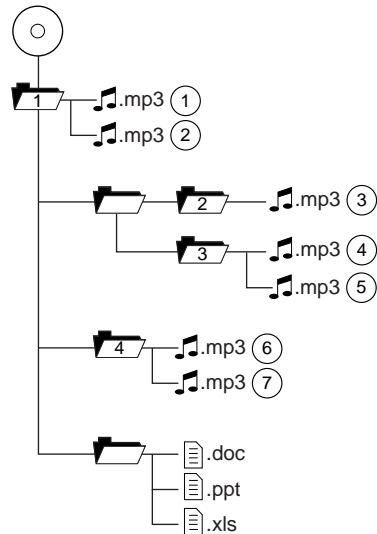 1 .mp3 1
.mp3 2
2 .mp3 3
3 .mp3 4
.mp3 5
4 .mp3 6
.mp3 7
.doc
.ppt
.xls